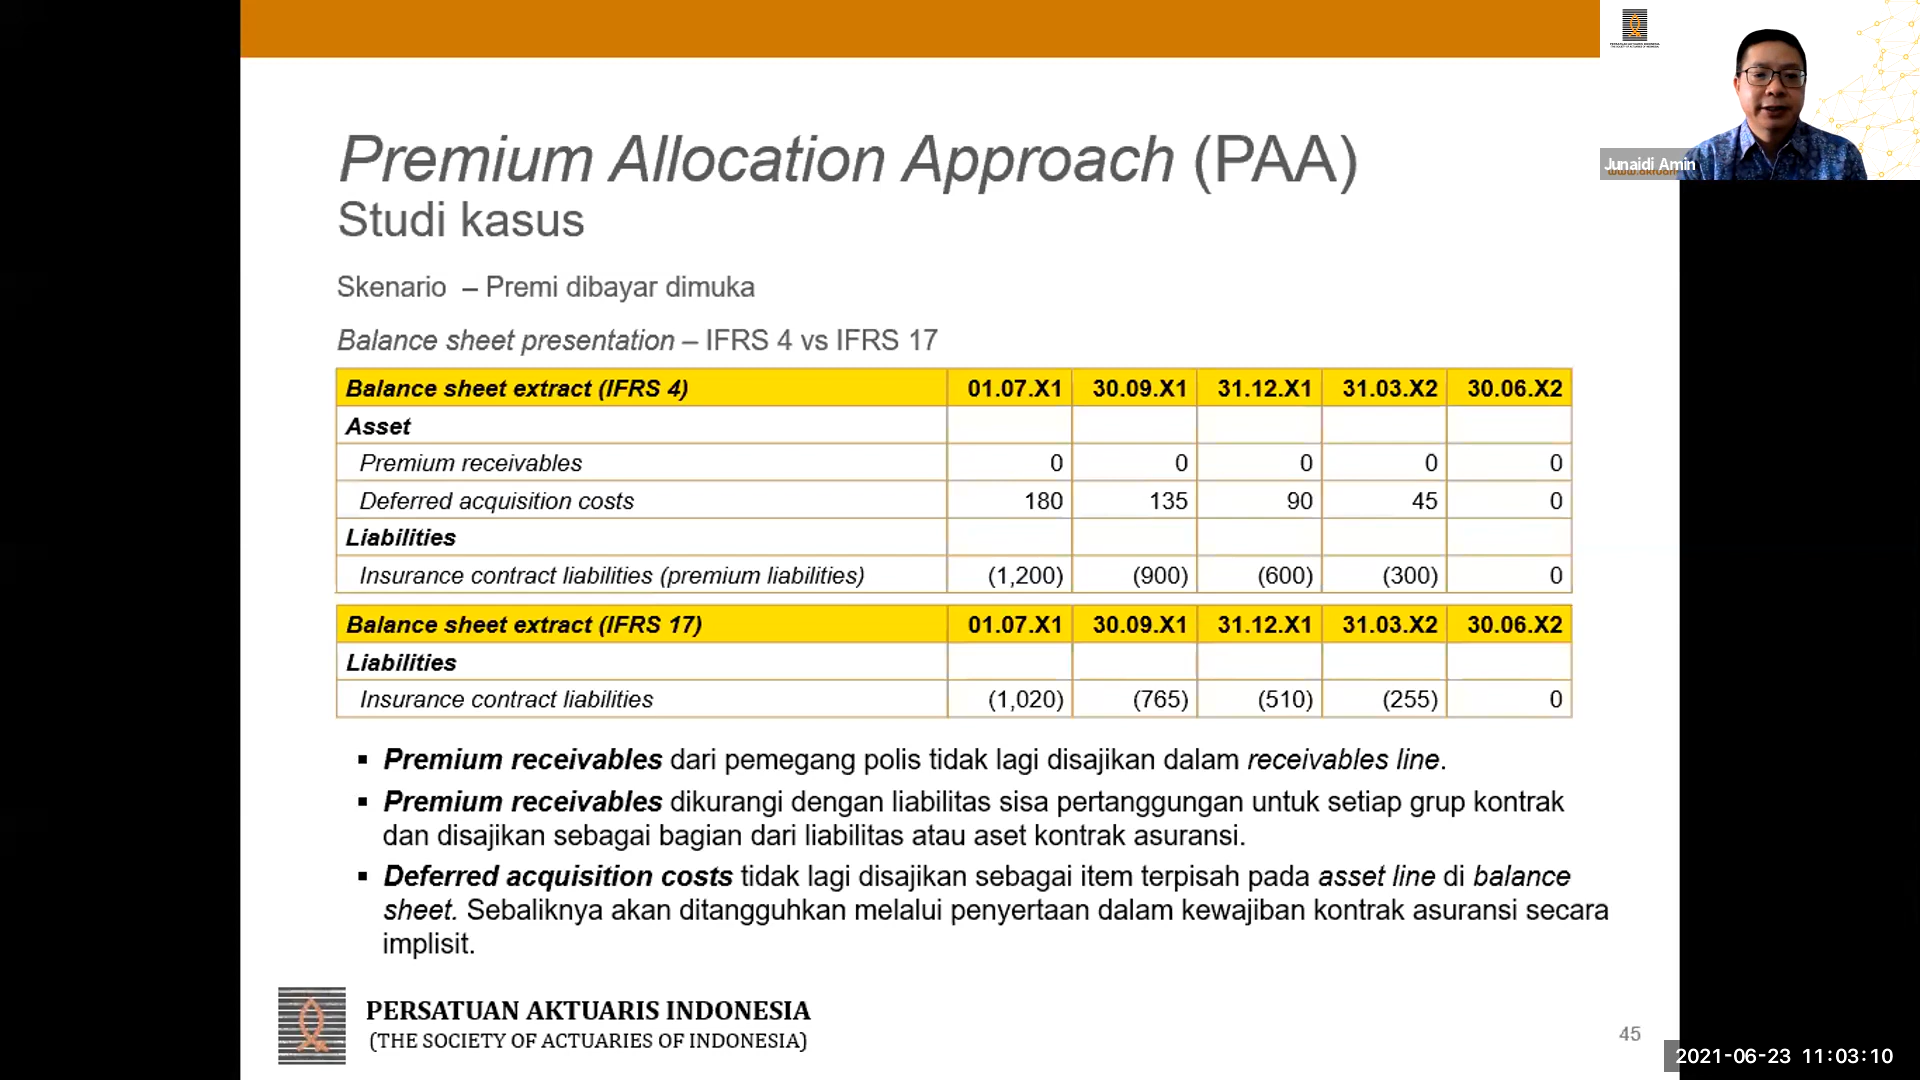 Premium Allocation Approach (PAA)
Studi kasus
Skenario – Premi dibayar dimuka
Balance sheet presentation – IFRS 4 vs IFRS 17
Balance sheet extract (IFRS 4) 01.07.X1 30.09.X1 31.12.X1 31.03.X2 30.06.X2
Asset
Premium receivables 0 0 0 0 0
Deferred acquisition costs 180 135 90 45 0
Liabilities
Insurance contract liabilities (premium liabilities) (1,200) (900) (600) (300) 0
Balance sheet extract (IFRS 17) 01.07.X1 30.09.X1 31.12.X1 31.03.X2 30.06.X2
Liabilities
Insurance contract liabilities (1,020) (765) (510) (255) 0
▪ Premium receivables dari pemegang polis tidak lagi disajikan dalam receivables line.
▪ Premium receivables dikurangi dengan liabilitas sisa pertanggungan untuk setiap grup kontrak
dan disajikan sebagai bagian dari liabilitas atau aset kontrak asuransi.
▪ Deferred acquisition costs tidak lagi disajikan sebagai item terpisah pada asset line di balance
sheet. Sebaliknya akan ditangguhkan melalui penyertaan dalam kewajiban kontrak asuransi secara
implisit.
PERSATUAN AKTUARIS INDONESIA
(THE SOCIETY OF ACTUARIES OF INDONESIA)
45
Junaidi Amin
2021-06-23 11:03:10